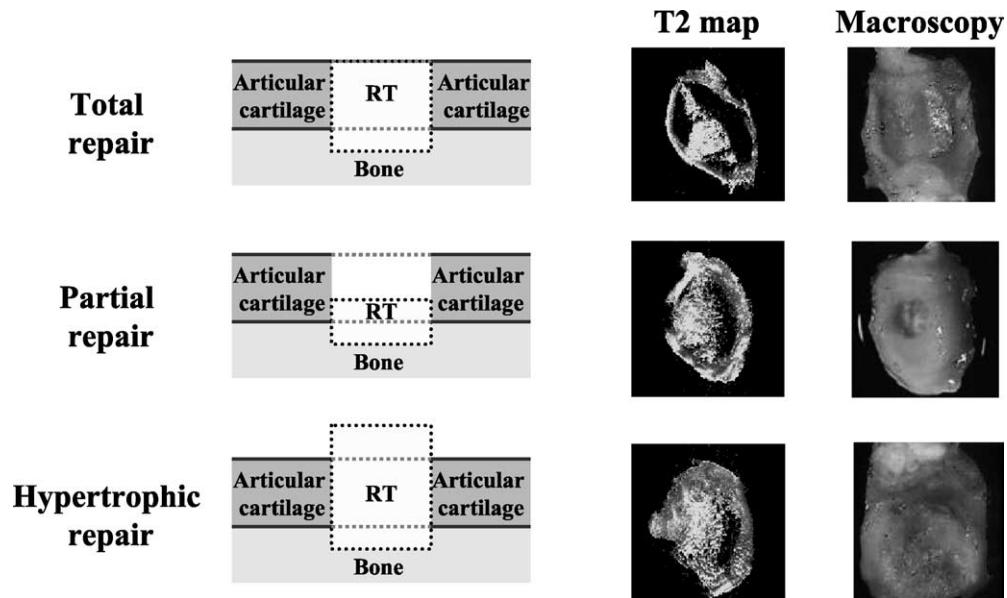 T2 map Macroscopy
Total
repair
Articular
cartilage
RT
Articular
cartilage
Bone
Partial
repair
Articular
cartilage
RT
Articular
cartilage
Bone
Hypertrophic
repair
Articular
cartilage
RT
Articular
cartilage
Bone